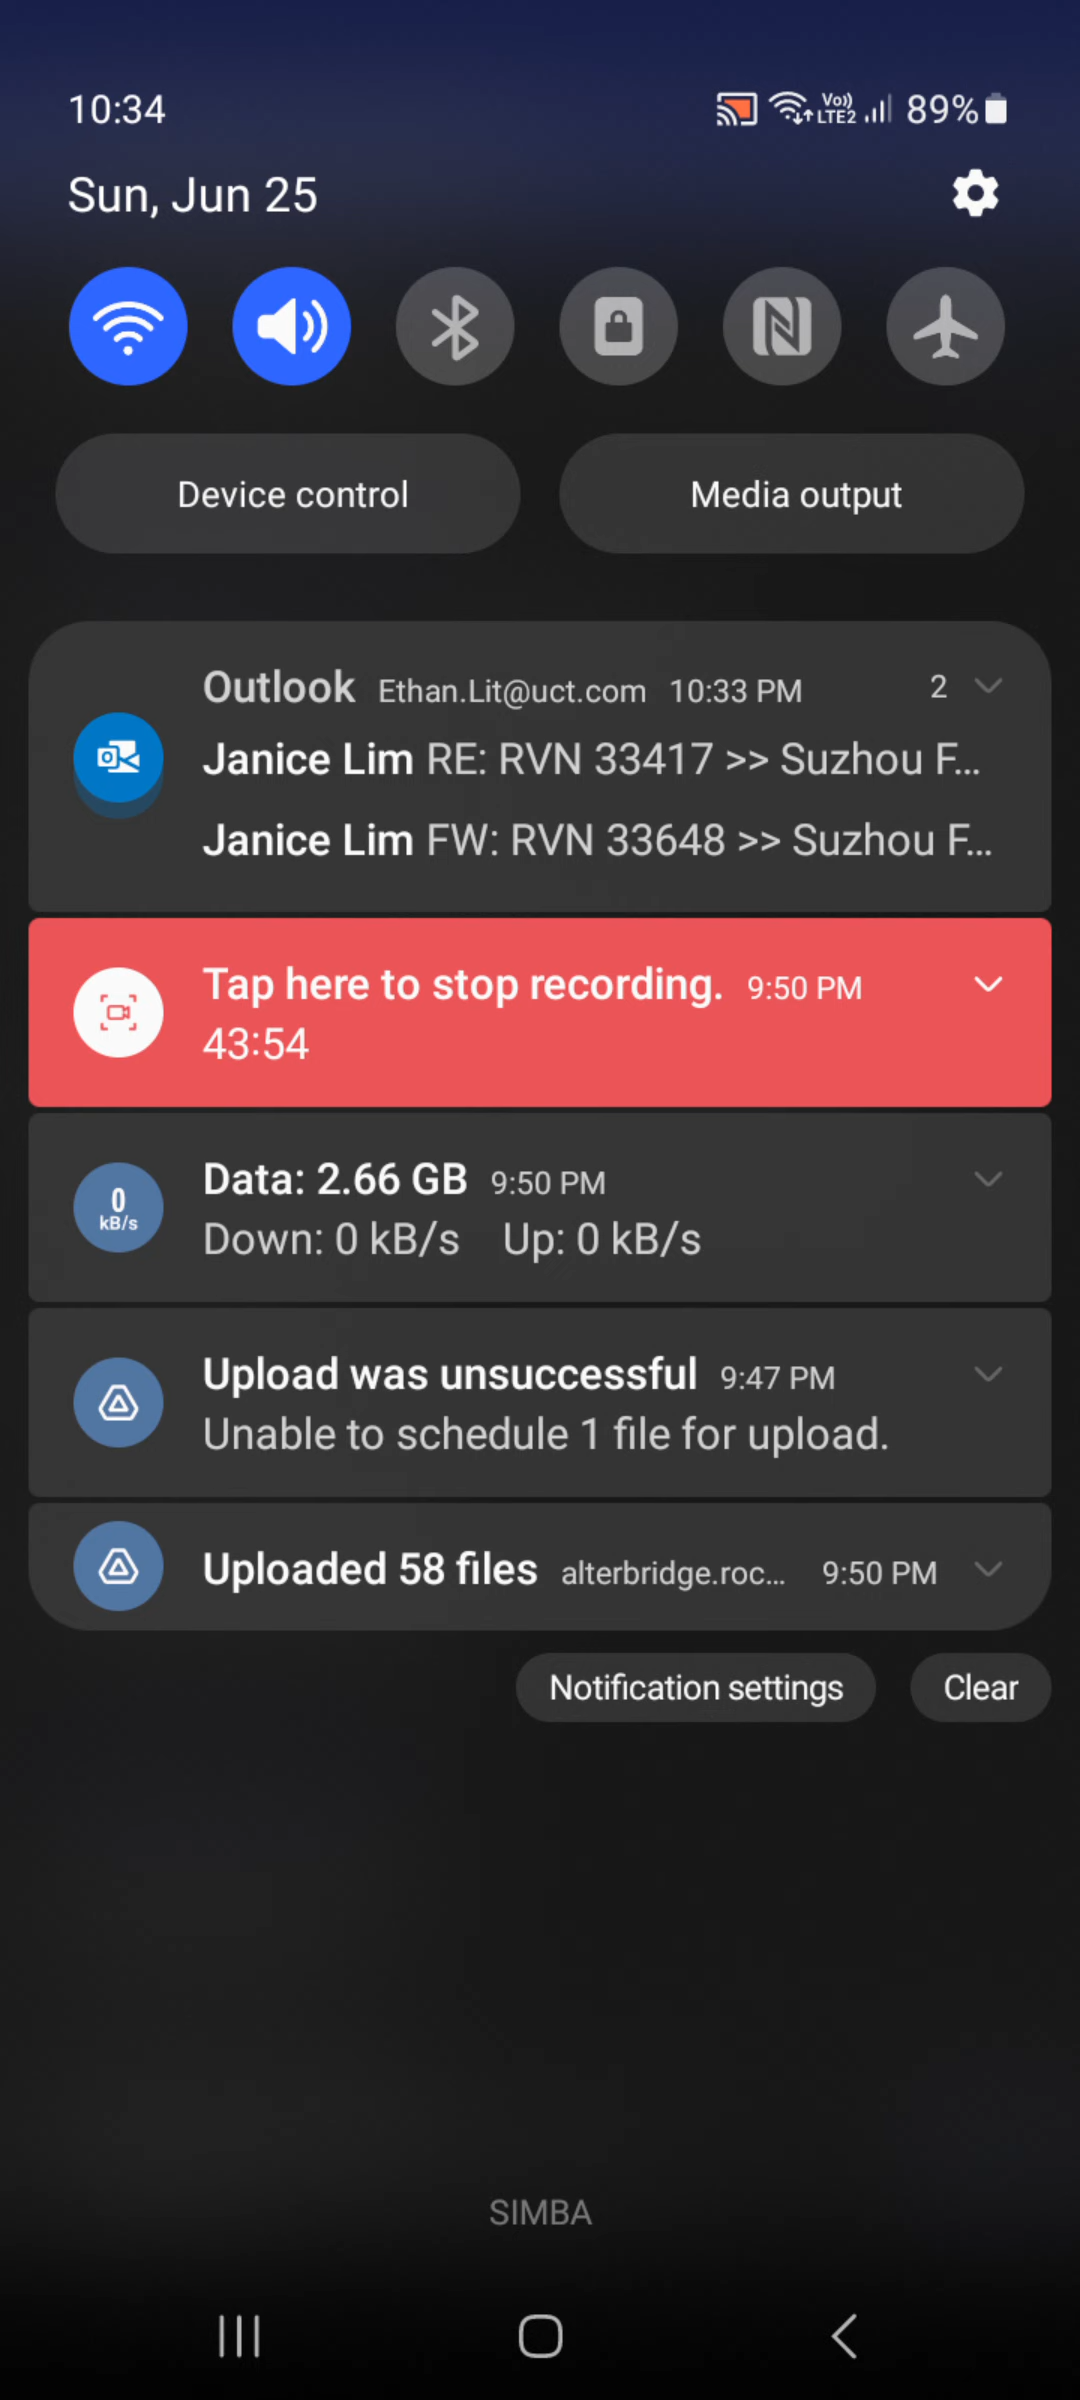 10:34
Vo)) LTE2 89%
Sun, Jun 25
Device control
Media output
Outlook Ethan.Lit@uct.com 10:33 PM 2
Janice Lim RE: RVN 33417 >> Suzhou F...
Janice Lim FW: RVN 33648 >> Suzhou F...
Tap here to stop recording. 9:50 PM
43:54
0 kB/s
Data: 2.66 GB 9:50 PM
Down: 0 kB/s Up: 0 kB/s
Upload was unsuccessful 9:47 PM
Unable to schedule 1 file for upload.
Uploaded 58 files alterbridge.roc... 9:50 PM
Notification settings
Clear
SIMBA